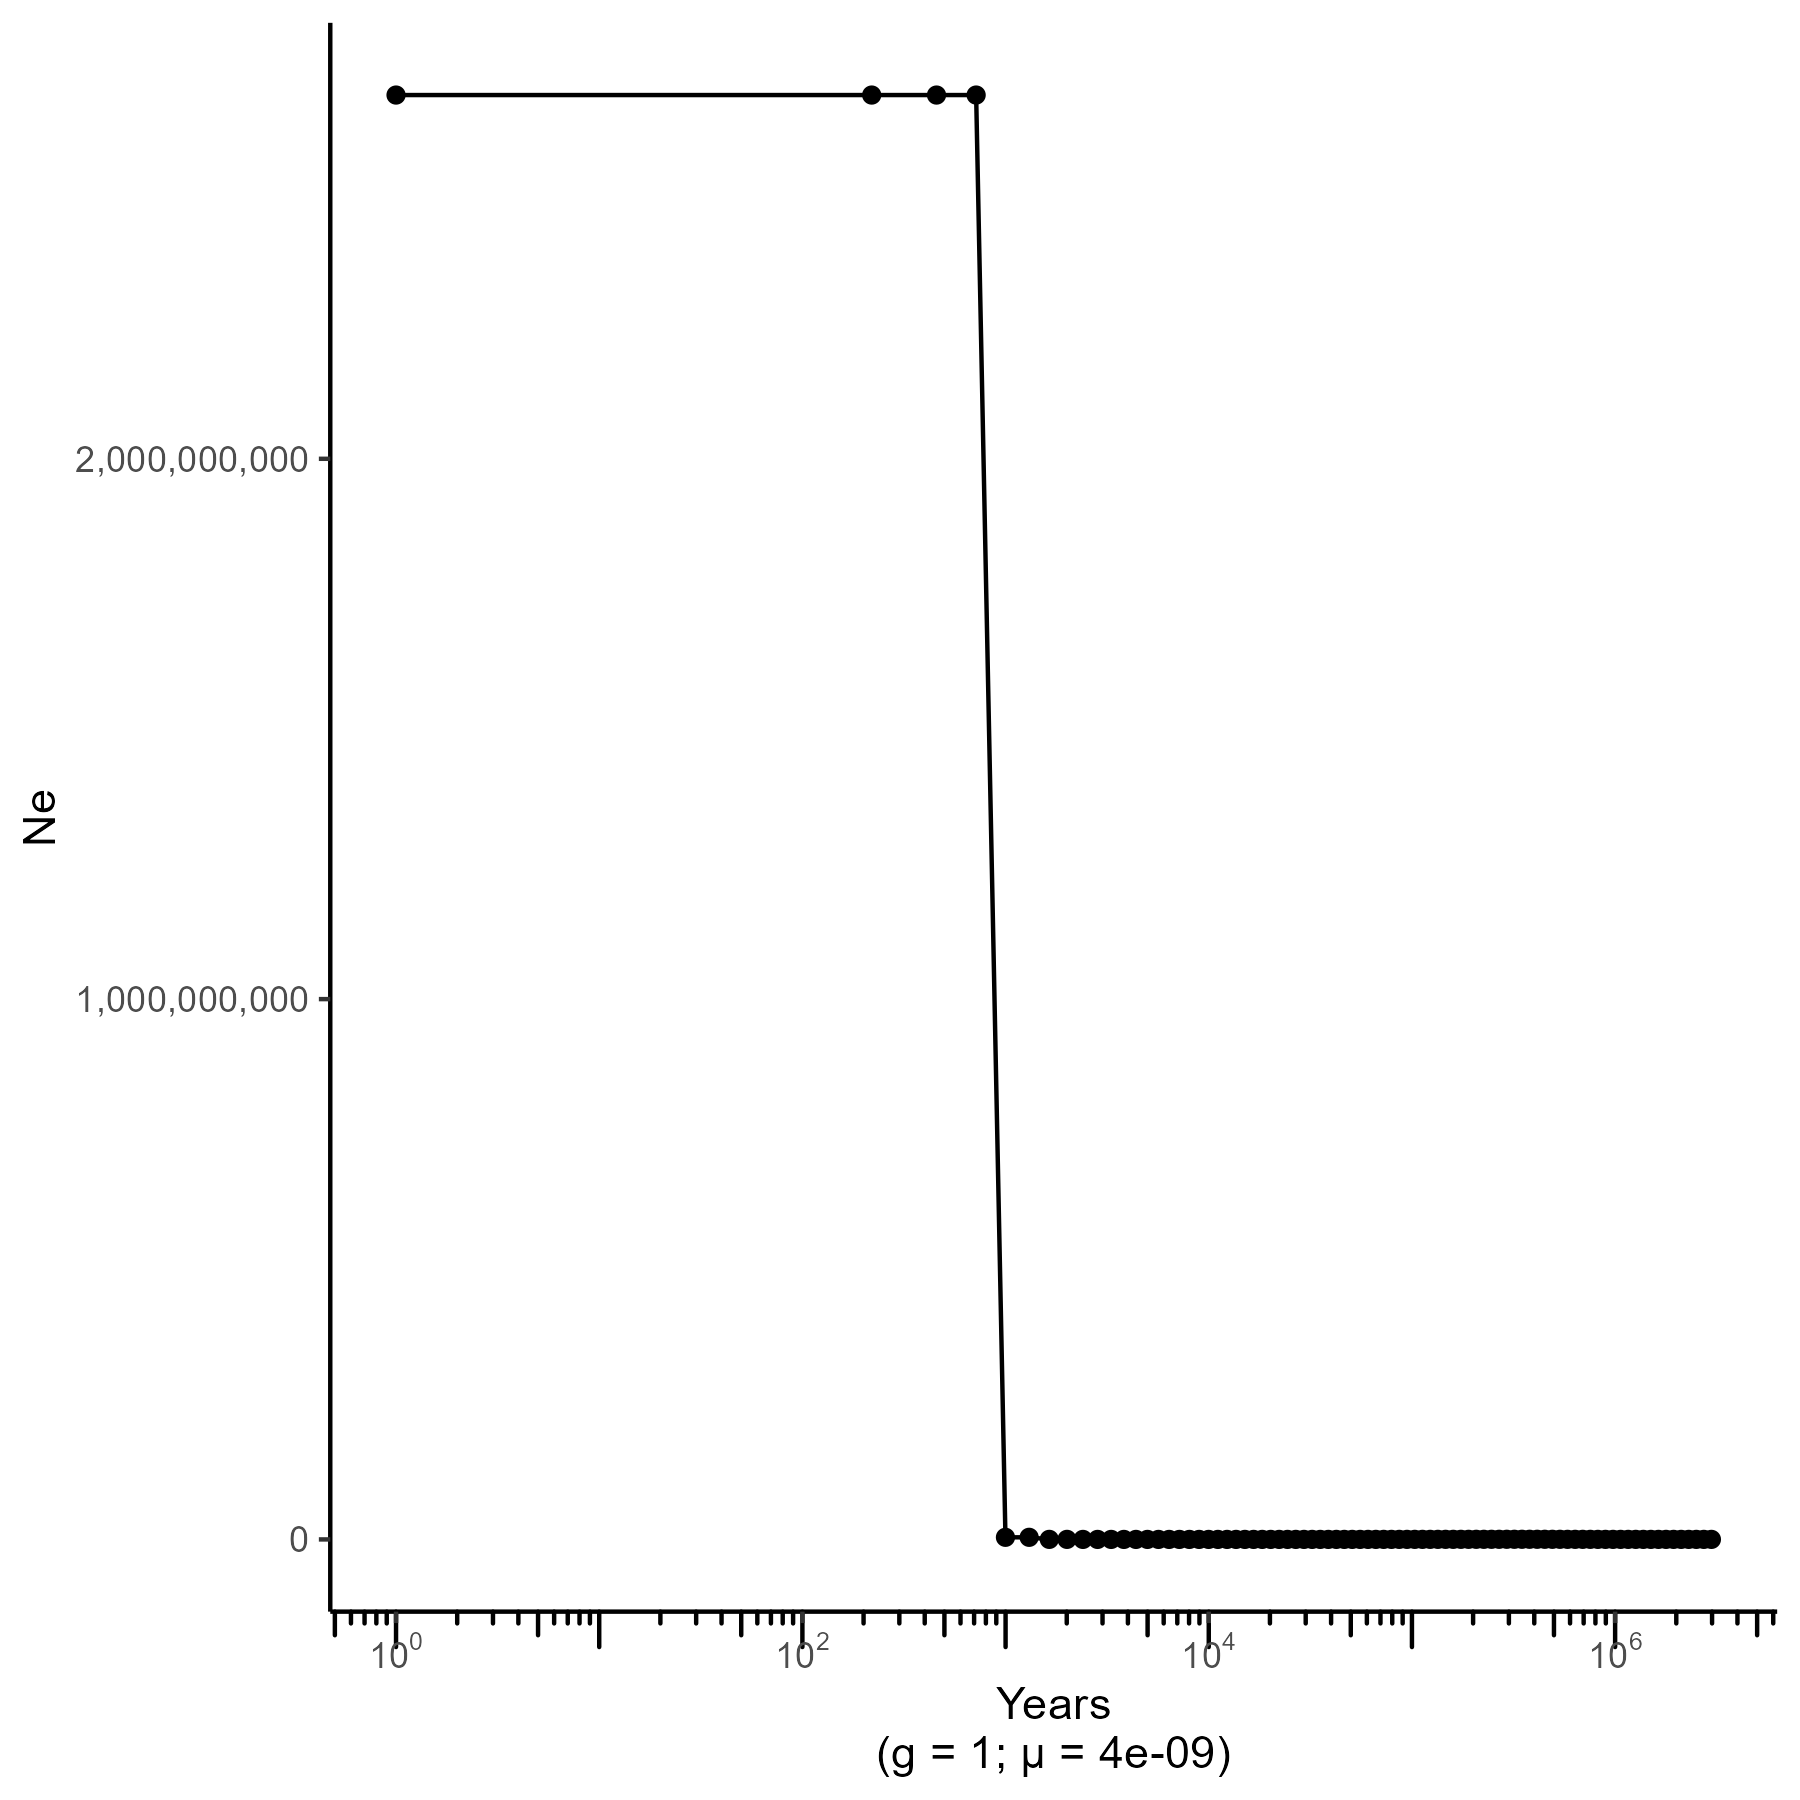 Ne
2,000,000,000
1,000,000,000
0
10⁰ 10² 10⁴ 10⁶
Years
(g = 1; μ = 4e-09)